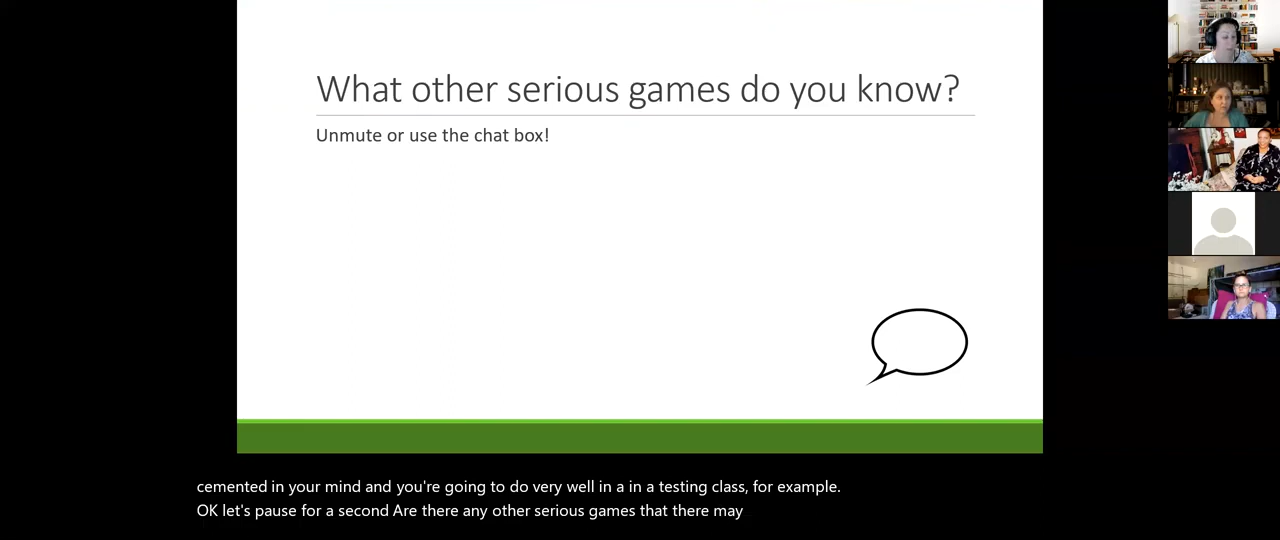 What other serious games do you know?
Unmute or use the chat box!
cemented in your mind and you're going to do very well in a in a testing class, for example.
OK let's pause for a second Are there any other serious games that there may